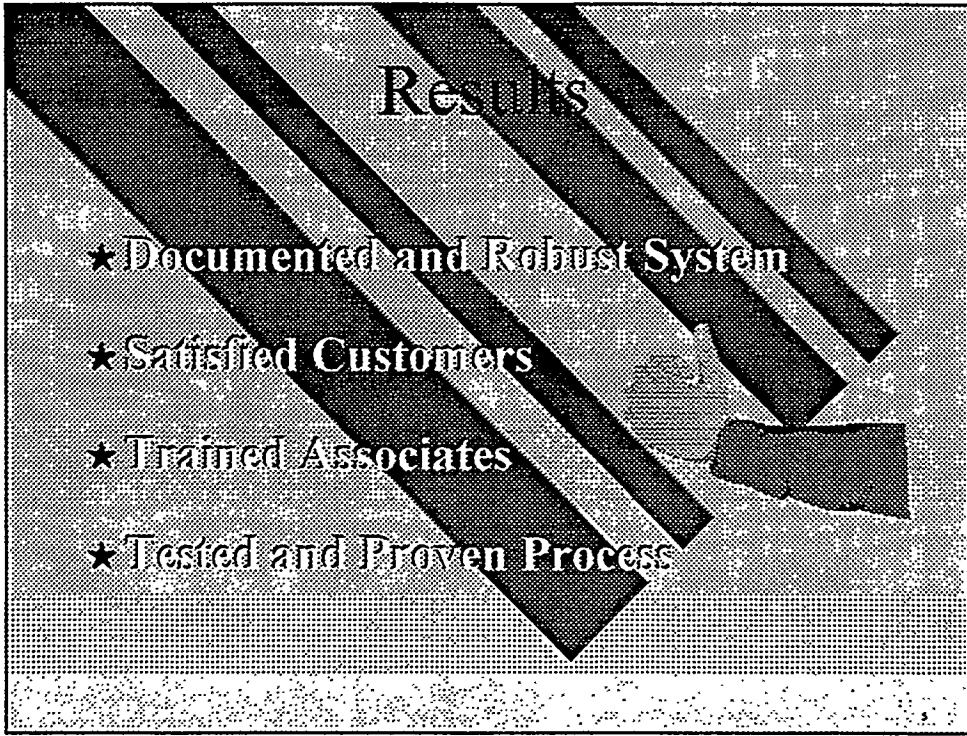 Results
★ Documented and Robust System
★ Satisfied Customers
★ Trained Associates
★ Tested and Proven Process